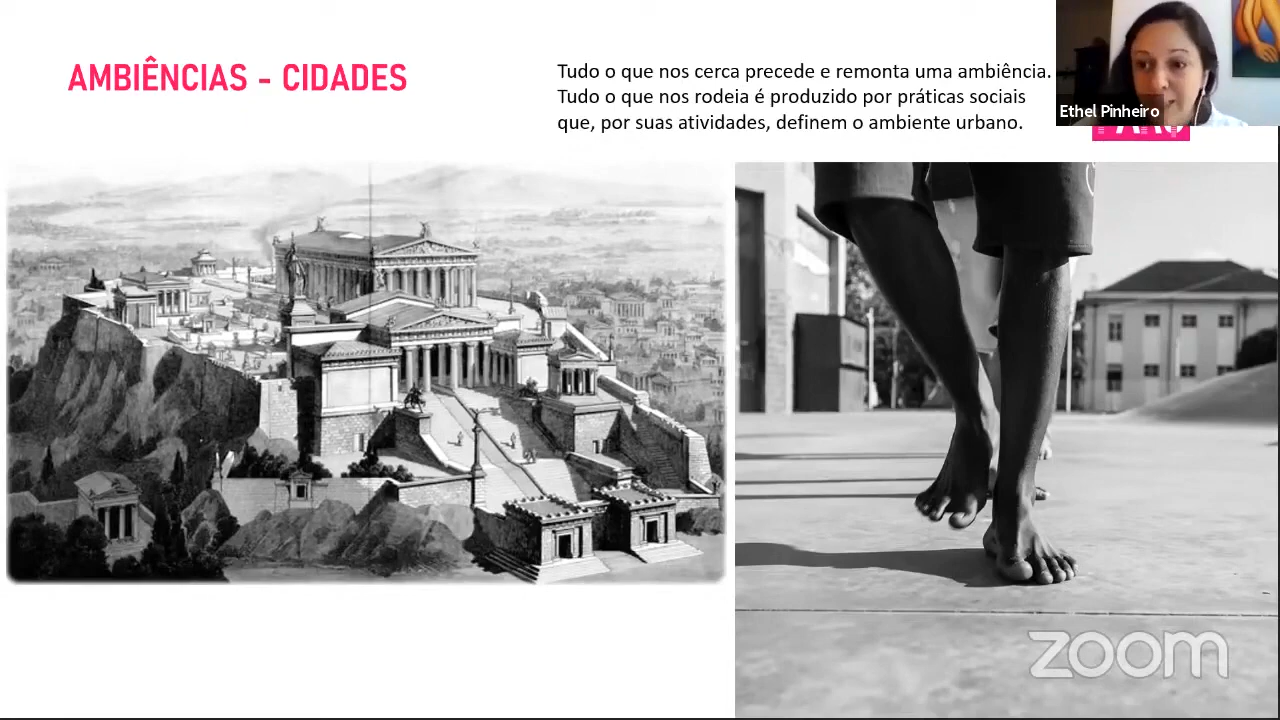 AMBIÊNCIAS - CIDADES
Tudo o que nos cerca precede e remonta uma ambiência.
Tudo o que nos rodeia é produzido por práticas sociais
que, por suas atividades, definem o ambiente urbano.
Ethel Pinheiro
zoom